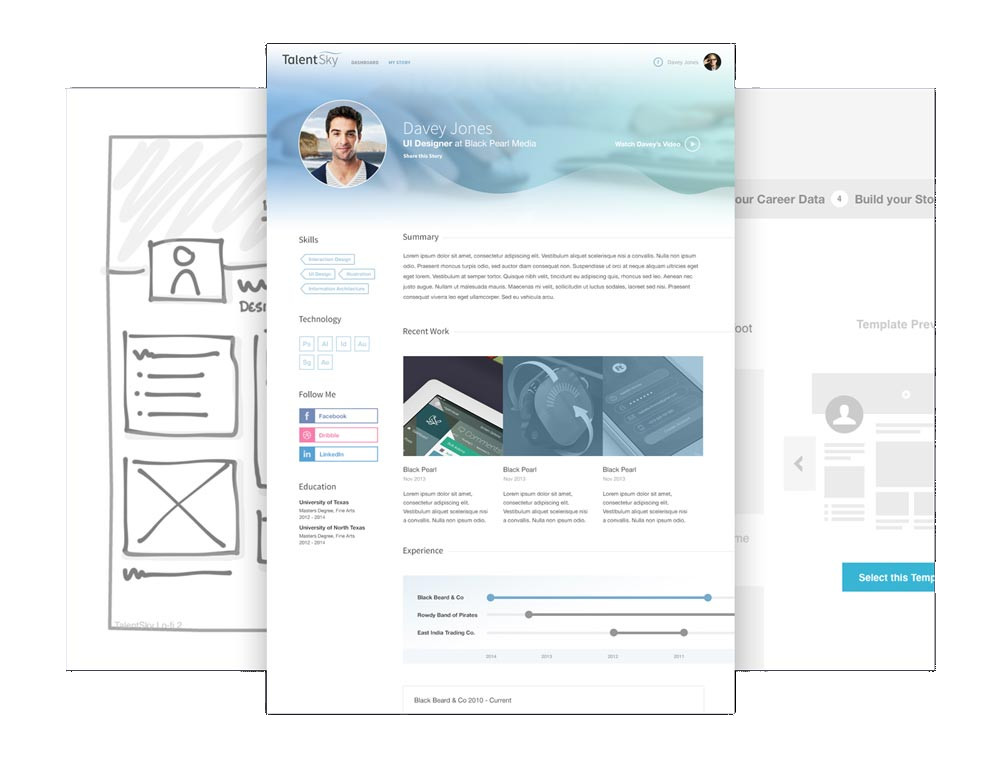 TalentSky
DASHBOARD
MY STORY
Davey Jones
Davey Jones
UI Designer at Black Pearl Media
Share this Story
Watch Davey's Video
Skills
Interaction Design
UI Design
Illustration
Information Architecture
Technology
Ps
Ai
Id
Au
Sg
Ae
Follow Me
Facebook
Dribble
LinkedIn
Education
University of Texas
Masters Degree, Fine Arts
2012 - 2014
University of North Texas
Masters Degree, Fine Arts
2012 - 2014
Summary
Lorem ipsum dolor sit amet, consectetur adipiscing elit. Vestibulum aliquet scelerisque nisi a convallis. Nulla non ipsum
odio. Praesent rhoncus turpis odio, sed auctor diam consequat non. Suspendisse ut orci at neque aliquam ultricies eget
eget lorem. Vestibulum at semper tortor. Quisque nibh velit, tincidunt eu adipiscing quis, rhoncus sed leo. Aenean nec
justo augue. Nullam ut malesuada mauris. Maecenas mi velit, sollicitudin ut luctus sodales, laoreet sed nisi. Praesent
consequat viverra leo eget ullamcorper. Sed eu vehicula arcu.
Recent Work
Black Pearl
Nov 2013
Lorem ipsum dolor sit amet,
consectetur adipiscing elit.
Vestibulum aliquet scelerisque nisi
a convallis. Nulla non ipsum odio.
Black Pearl
Nov 2013
Lorem ipsum dolor sit amet,
consectetur adipiscing elit.
Vestibulum aliquet scelerisque nisi
a convallis. Nulla non ipsum odio.
Black Pearl
Nov 2013
Lorem ipsum dolor sit amet,
consectetur adipiscing elit.
Vestibulum aliquet scelerisque nisi
a convallis. Nulla non ipsum odio.
Experience
Black Beard & Co
Rowdy Band of Pirates
East India Trading Co.
2014
2013
2012
2011
Black Beard & Co 2010 - Current
DESI
TalentSky Lo-fi 2
our Career Data
4
Build your Sto
oot
Template Prev
me
Select this Temp